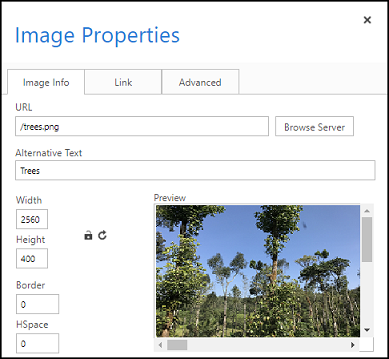 Image Properties
Image Info
Link
Advanced
URL
/trees.png
Browse Server
Alternative Text
Trees
Width
2560
Height
400
Border
0
HSpace
0
Preview